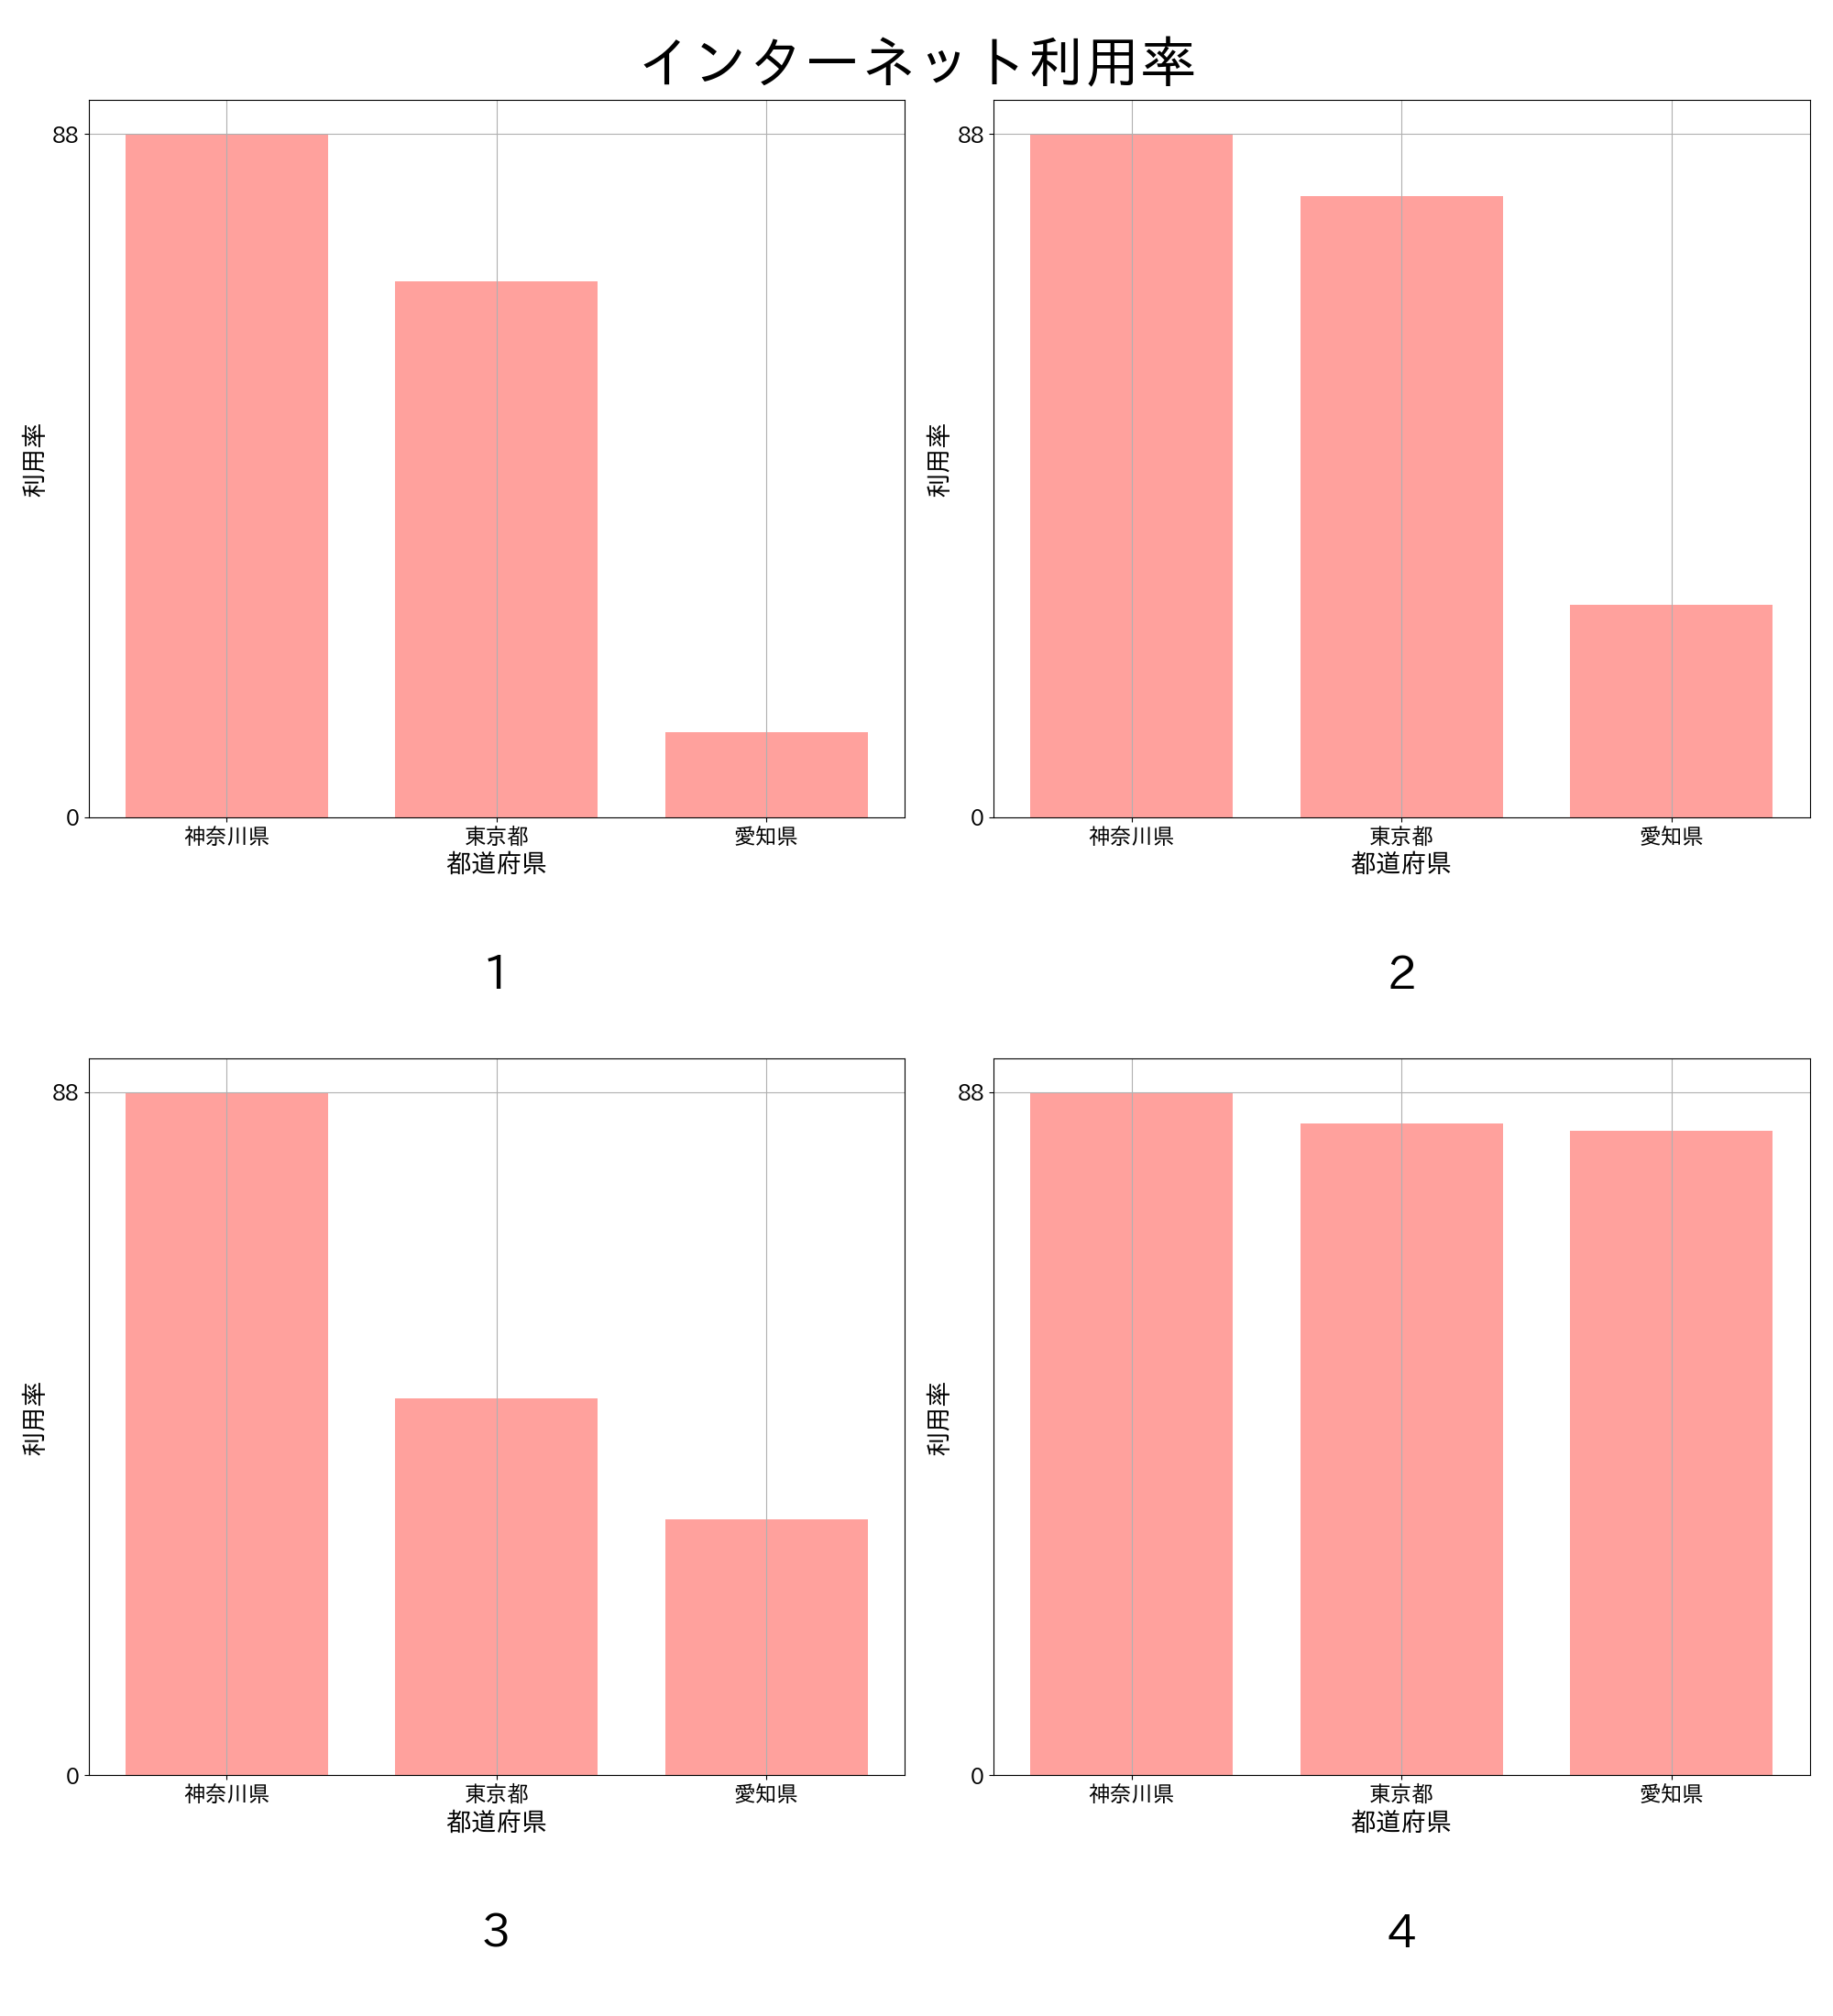 インターネット利用率
88
0
利用率
神奈川県 東京都 愛知県
都道府県
1
88
0
利用率
神奈川県 東京都 愛知県
都道府県
2
88
0
利用率
神奈川県 東京都 愛知県
都道府県
3
88
0
利用率
神奈川県 東京都 愛知県
都道府県
4